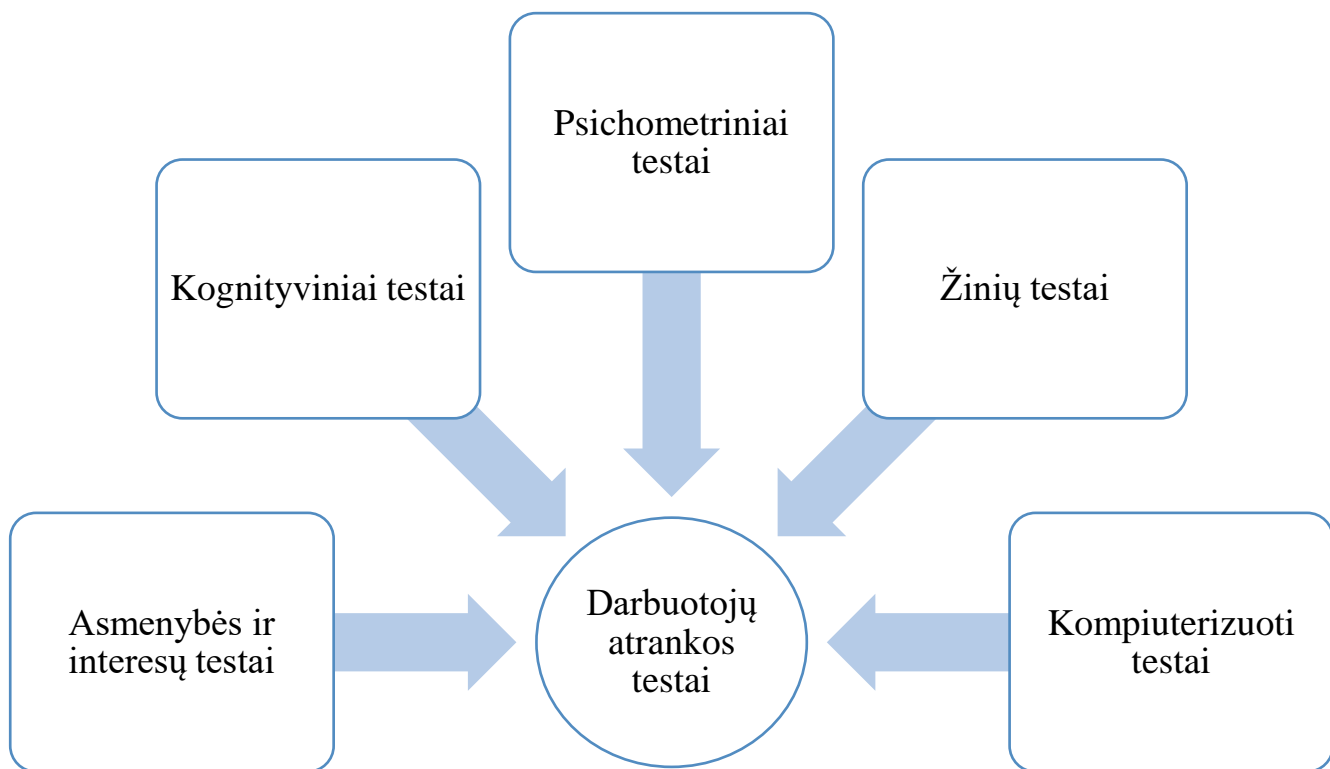 Psichometriniai
testai
Kognityviniai testai
Žinių testai
Asmenybės ir
interesų testai
Darbuotojų
atrankos
testai
Kompiuterizuoti
testai